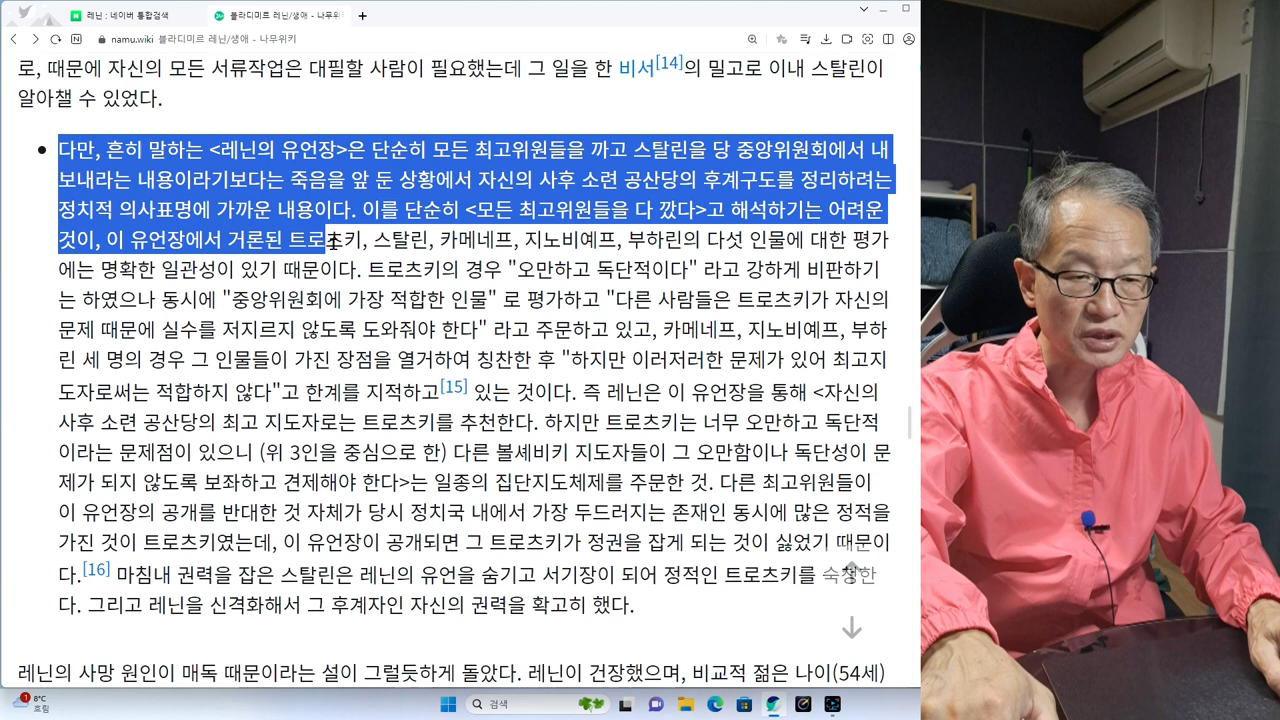 레닌 : 네이버 통합검색
블라디미르 레닌/생애 - 나무위키
namu.wiki 블라디미르 레닌/생애 - 나무위키
로, 때문에 자신의 모든 서류작업은 대필할 사람이 필요했는데 그 일을 한 비서[14]의 밀고로 이내 스탈린이
알아챌 수 있었다.
다만, 흔히 말하는 <레닌의 유언장>은 단순히 모든 최고위원들을 까고 스탈린을 당 중앙위원회에서 내
보내라는 내용이라기보다는 죽음을 앞 둔 상황에서 자신의 사후 소련 공산당의 후계구도를 정리하려는
정치적 의사표명에 가까운 내용이다. 이를 단순히 <모든 최고위원들을 다 깠다>고 해석하기는 어려운
것이, 이 유언장에서 거론된 트로츠키, 스탈린, 카메네프, 지노비예프, 부하린의 다섯 인물에 대한 평가
에는 명확한 일관성이 있기 때문이다. 트로츠키의 경우 "오만하고 독단적이다" 라고 강하게 비판하기
는 하였으나 동시에 "중앙위원회에 가장 적합한 인물" 로 평가하고 "다른 사람들은 트로츠키가 자신의
문제 때문에 실수를 저지르지 않도록 도와줘야 한다" 라고 주문하고 있고, 카메네프, 지노비예프, 부하
린 세 명의 경우 그 인물들이 가진 장점을 열거하여 칭찬한 후 "하지만 이러저러한 문제가 있어 최고지
도자로써는 적합하지 않다"고 한계를 지적하고[15] 있는 것이다. 즉 레닌은 이 유언장을 통해 <자신의
사후 소련 공산당의 최고 지도자로는 트로츠키를 추천한다. 하지만 트로츠키는 너무 오만하고 독단적
이라는 문제점이 있으니 (위 3인을 중심으로 한) 다른 볼셰비키 지도자들이 그 오만함이나 독단성이 문
제가 되지 않도록 보좌하고 견제해야 한다>는 일종의 집단지도체제를 주문한 것. 다른 최고위원들이
이 유언장의 공개를 반대한 것 자체가 당시 정치국 내에서 가장 두드러지는 존재인 동시에 많은 정적을
가진 것이 트로츠키였는데, 이 유언장이 공개되면 그 트로츠키가 정권을 잡게 되는 것이 싫었기 때문이
다.[16] 마침내 권력을 잡은 스탈린은 레닌의 유언을 숨기고 서기장이 되어 정적인 트로츠키를 숙청한
다. 그리고 레닌을 신격화해서 그 후계자인 자신의 권력을 확고히 했다.
레닌의 사망 원인이 매독 때문이라는 설이 그럴듯하게 돌았다. 레닌이 건장했으며, 비교적 젊은 나이(54세)
1
8°C
흐림
검색